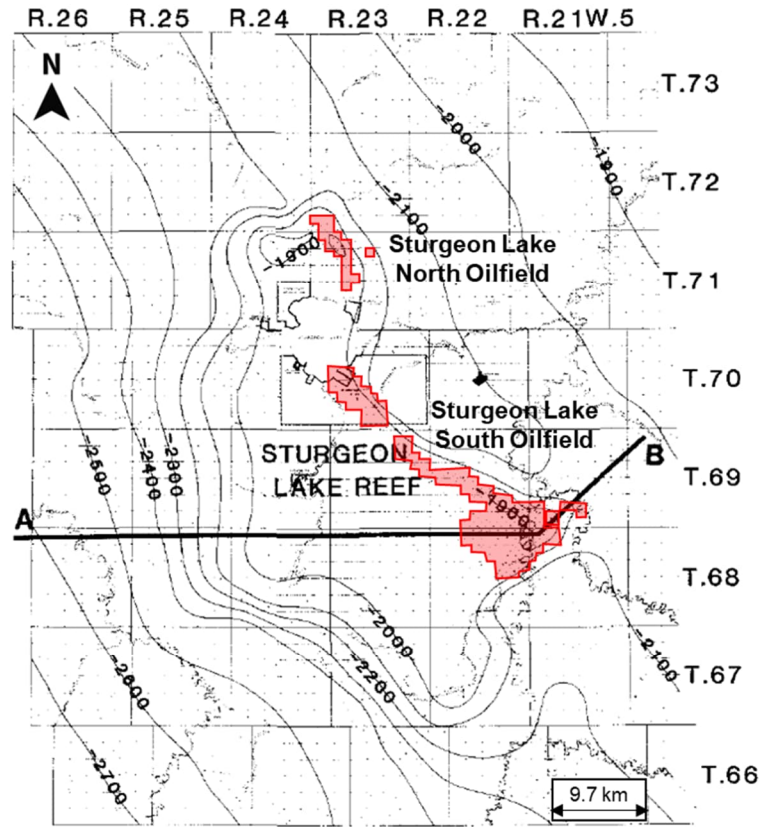 R.26 R.25 R.24 R.23 R.22 R.21W.5
N
T.73
-2000
-1900
T.72
-2100
-1900
Sturgeon Lake
North Oilfield
T.71
T.70
Sturgeon Lake
South Oilfield
B
STURGEON
LAKE REEF
T.69
-2500
-2400
-2300
-1900
A
T.68
-2000
-2100
-2200
T.67
-2600
-2700
T.66
9.7 km